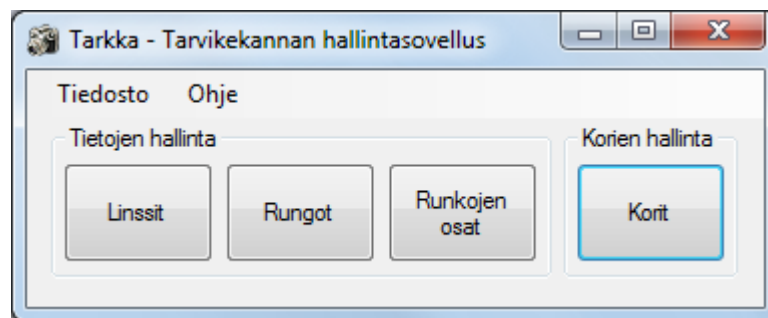 Tarkka - Tarvikekannan hallintasovellus
Tiedosto Ohje
Tietojen hallinta Korien hallinta
Linssit Rungot Runkojen osat Korit